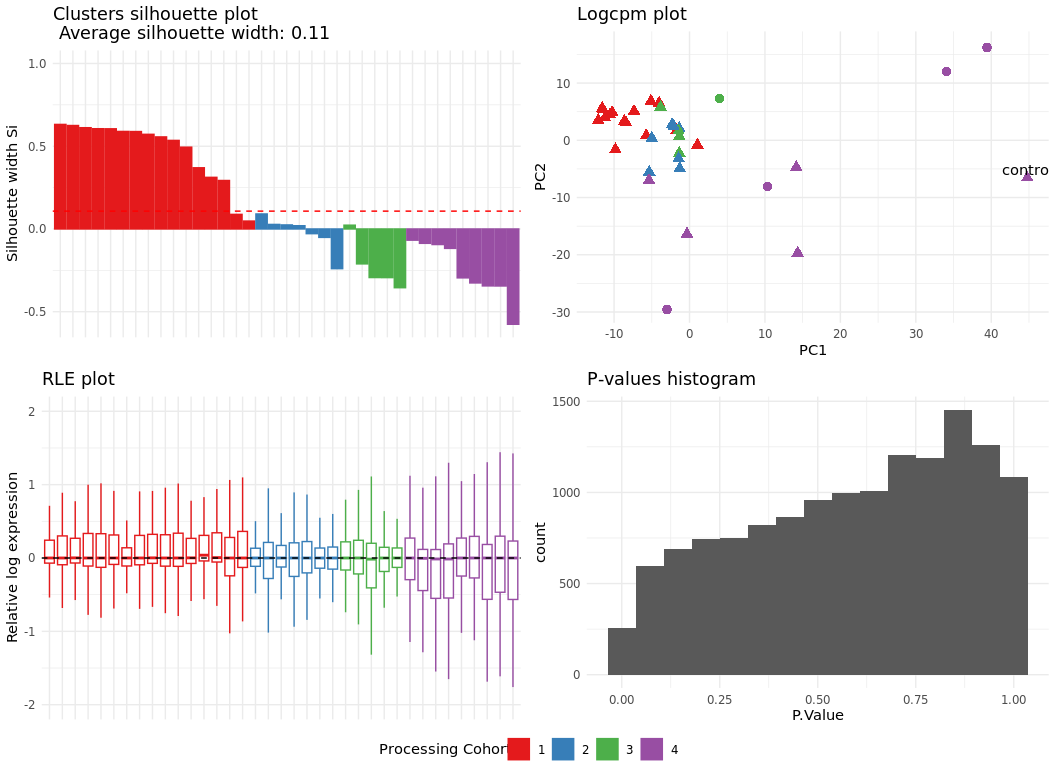 Clusters silhouette plot
Average silhouette width: 0.11
Silhouette width Si
1.0
0.5
0.0
-0.5
Logcpm plot
PC2
10
0
-10
-20
-30
contro
-10
0
10
20
30
40
PC1
RLE plot
Relative log expression
2
1
0
-1
-2
P-values histogram
count
1500
1000
500
0
0.00
0.25
0.50
0.75
1.00
P.Value
Processing Cohort
1
2
3
4